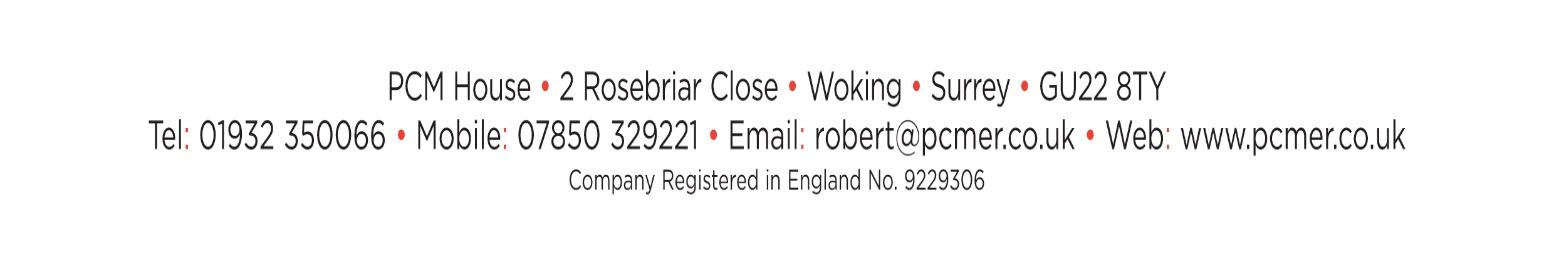 PCM House • 2 Rosebriar Close • Woking • Surrey • GU22 8TY
Tel: 01932 350066 • Mobile: 07850 329221 • Email: robert@pcmer.co.uk • Web: www.pcmer.co.uk
Company Registered in England No. 9229306